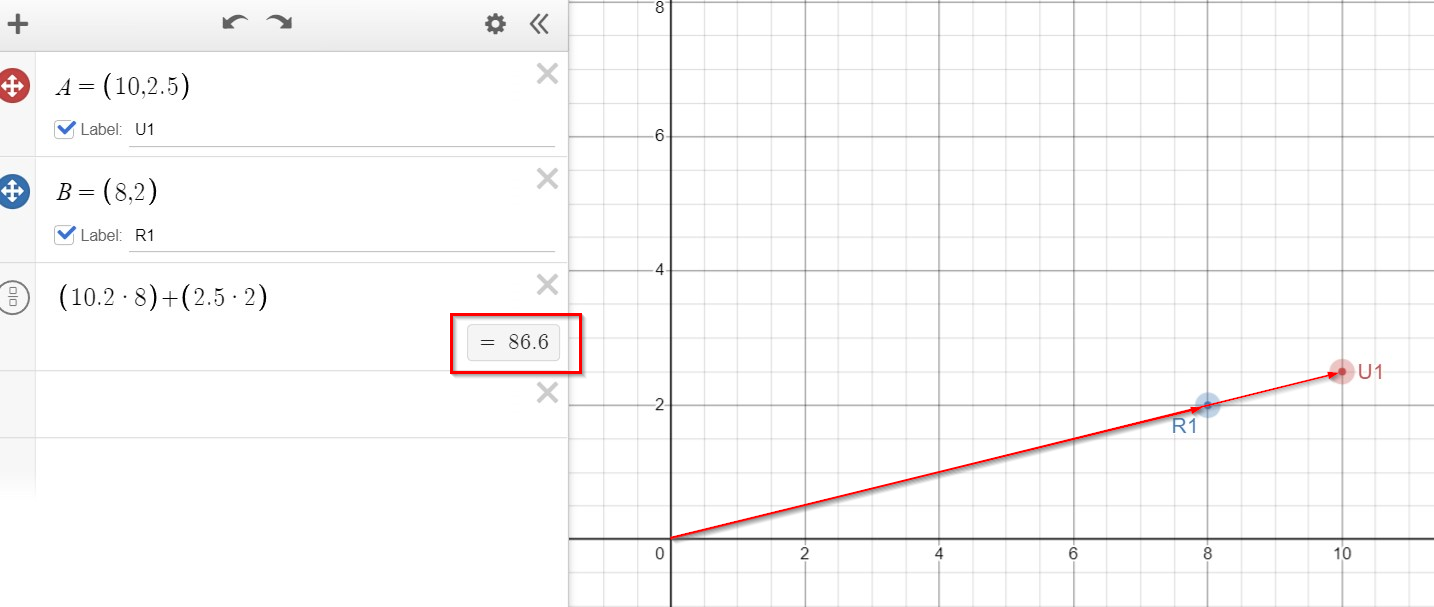 A = (10,2.5)
Label: U1
B = (8,2)
Label: R1
(10.2 · 8)+(2.5 · 2)
= 86.6
8
6
4
2
U1
R1
0
2
4
6
8
10